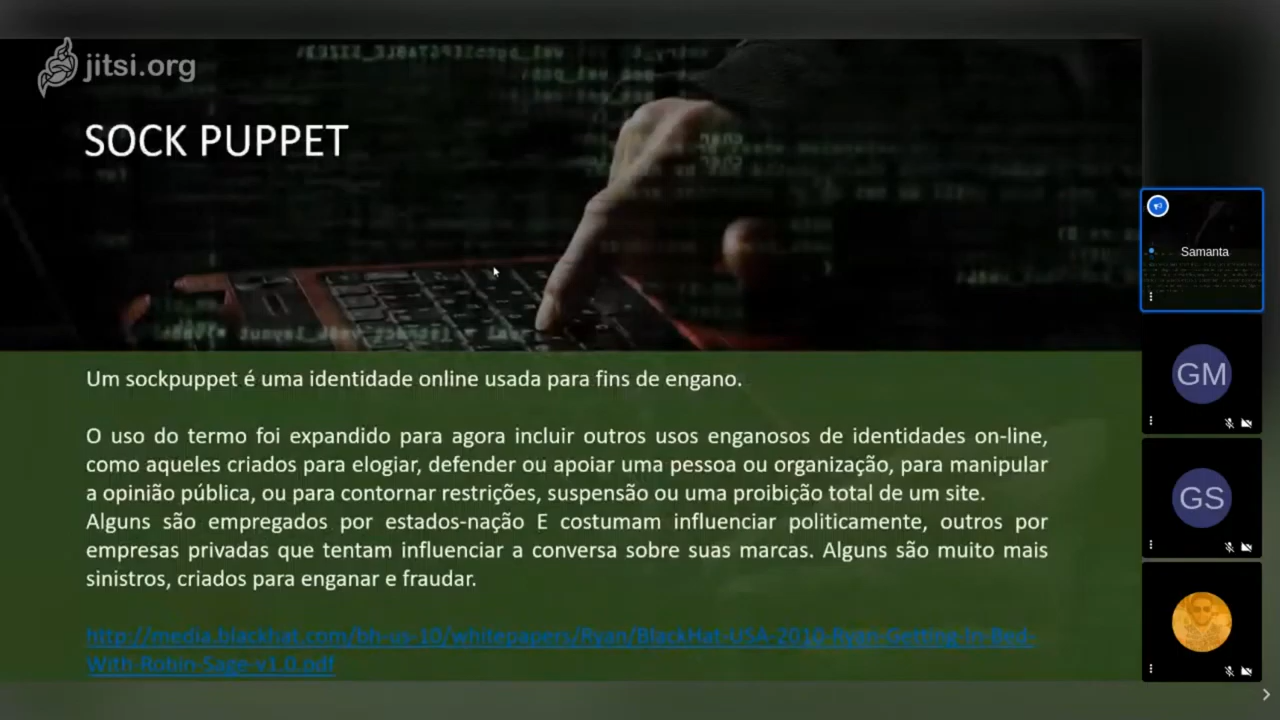 jitsi.org
SOCK PUPPET
Um sockpuppet é uma identidade online usada para fins de engano.
O uso do termo foi expandido para agora incluir outros usos enganosos de identidades on-line,
como aqueles criados para elogiar, defender ou apoiar uma pessoa ou organização, para manipular
a opinião pública, ou para contornar restrições, suspensão ou uma proibição total de um site.
Alguns são empregados por estados-nação E costumam influenciar politicamente, outros por
empresas privadas que tentam influenciar a conversa sobre suas marcas. Alguns são muito mais
sinistros, criados para enganar e fraudar.
http://media.blackhat.com/bh-us-10/whitepapers/Ryan/BlackHat-USA-2010-Ryan-Getting-In-Bed-
With-Robin-Sage-v1.0.pdf
Samanta
GM
GS